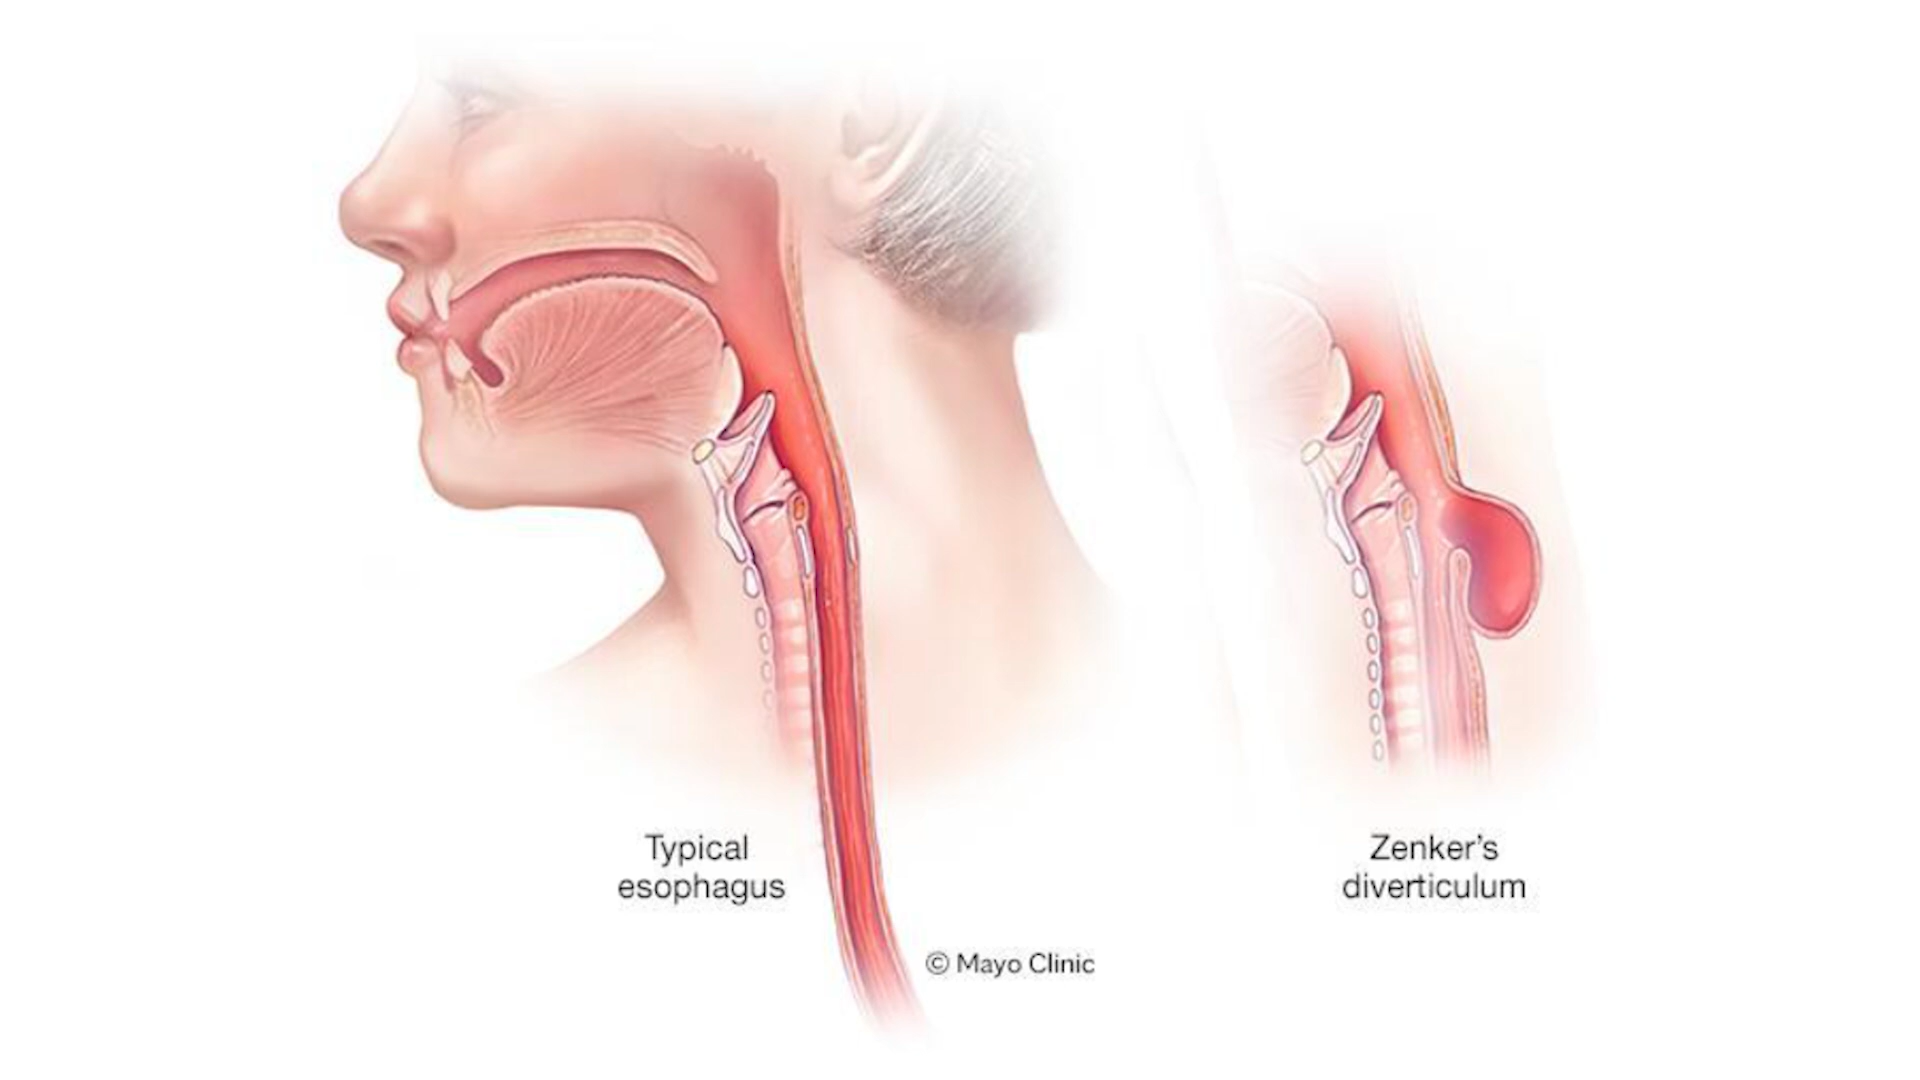 Typical
esophagus
Zenker’s
diverticulum
© Mayo Clinic